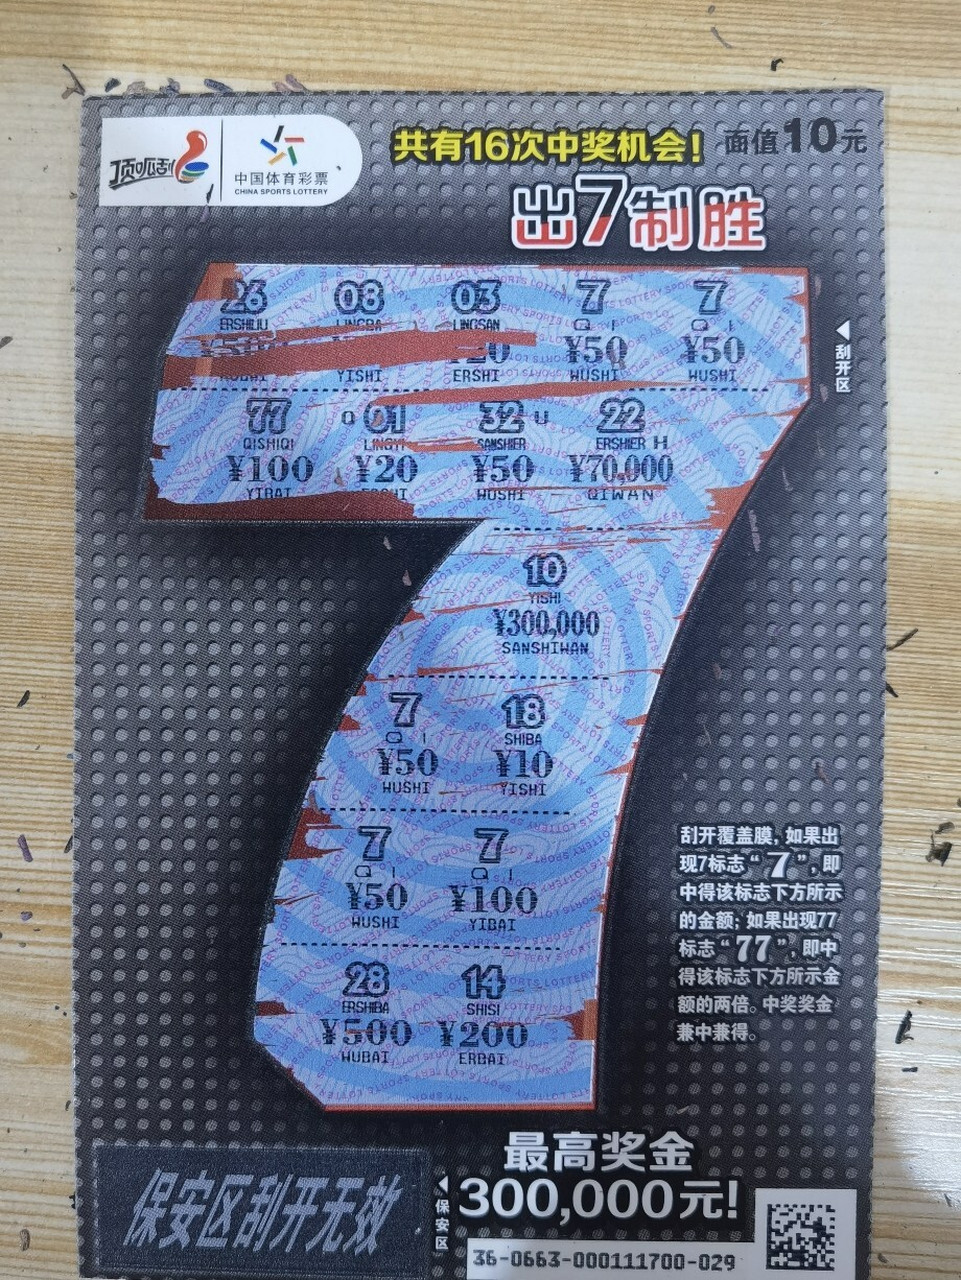 顶呱刮
中国体育彩票
CHINA SPORTS LOTTERY
共有16次中奖机会！ 面值10元
出7制胜
26 08 03 7 7
ERSHILIU LINGBA LINGSAN QI QI
¥50 ¥50
YISHI ERSHI WUSHI WUSHI
刮开区
77 01 32 22
QISHIQI LINGYI SANSHIER ERSHIER
¥100 ¥20 ¥50 ¥70,000
YIBAI ERSHI WUSHI QIWAN
10
YISHI
¥300,000
SANSHIWAN
7 18
QI SHIBA
¥50 ¥10
WUSHI YISHI
7 7
QI QI
¥50 ¥100
WUSHI YIBAI
28 14
ERSHIBA SHISI
¥500 ¥200
WUBAI ERBAI
刮开覆盖膜，如果出
现7标志“7”，即
中得该标志下方所示
的金额；如果出现77
标志“77”，即中
得该标志下方所示金
额的两倍。中奖奖金
兼中兼得。
最高奖金
300,000元！
保安区刮开无效
保安区
36-0663-000111700-029